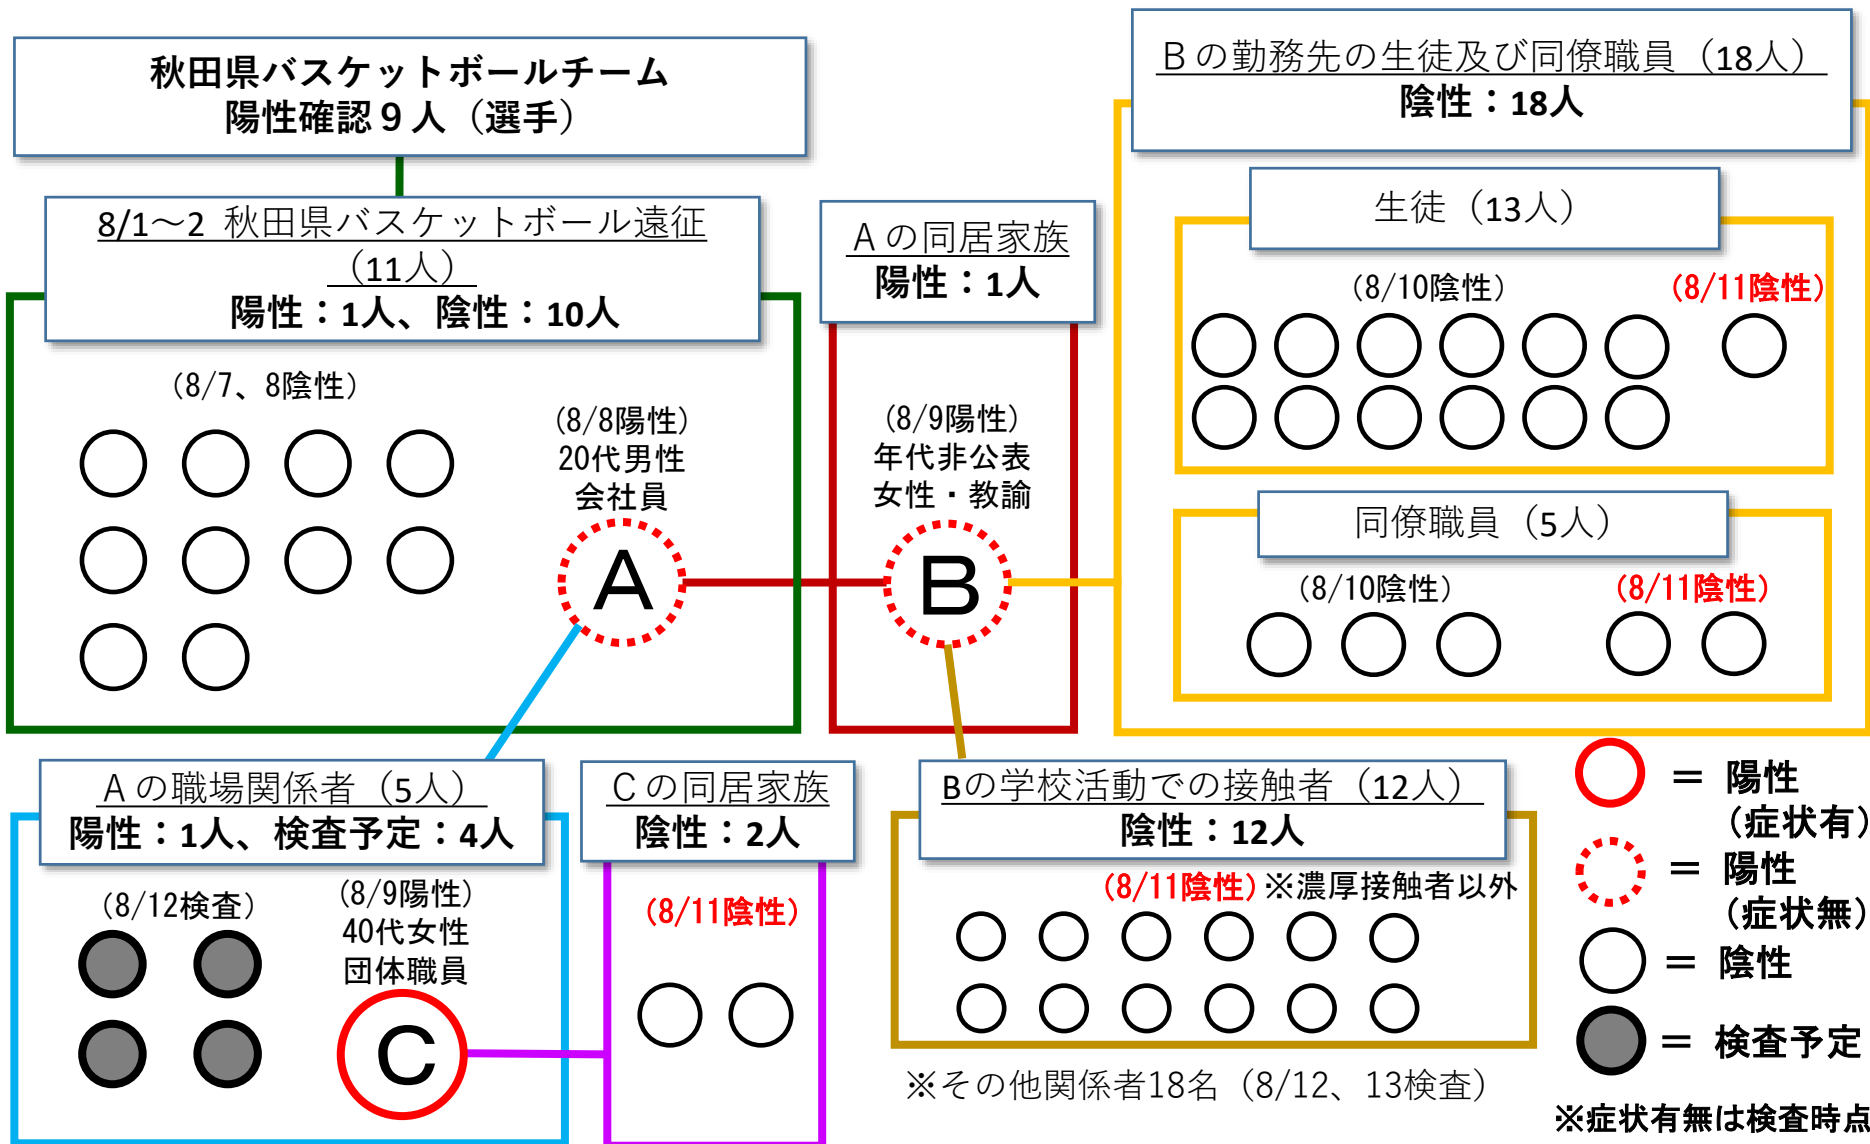 秋田県バスケットボールチーム
陽性確認９人（選手）
8/1～2 秋田県バスケットボール遠征
（11人）
陽性：1人、陰性：10人
(8/7、8陰性)
(8/8陽性)
20代男性
会社員
A
Ａの同居家族
陽性：1人
(8/9陽性)
年代非公表
女性・教諭
B
Ｂの勤務先の生徒及び同僚職員（18人）
陰性：18人
生徒（13人）
(8/10陰性)
(8/11陰性)
同僚職員（5人）
(8/10陰性)
(8/11陰性)
Ａの職場関係者（5人）
陽性：1人、検査予定：4人
(8/12検査)
(8/9陽性)
40代女性
団体職員
C
Ｃの同居家族
陰性：2人
(8/11陰性)
Bの学校活動での接触者（12人）
陰性：12人
(8/11陰性) ※濃厚接触者以外
※その他関係者18名（8/12、13検査）
＝ 陽性
（症状有）
＝ 陽性
（症状無）
＝ 陰性
＝ 検査予定
※症状有無は検査時点